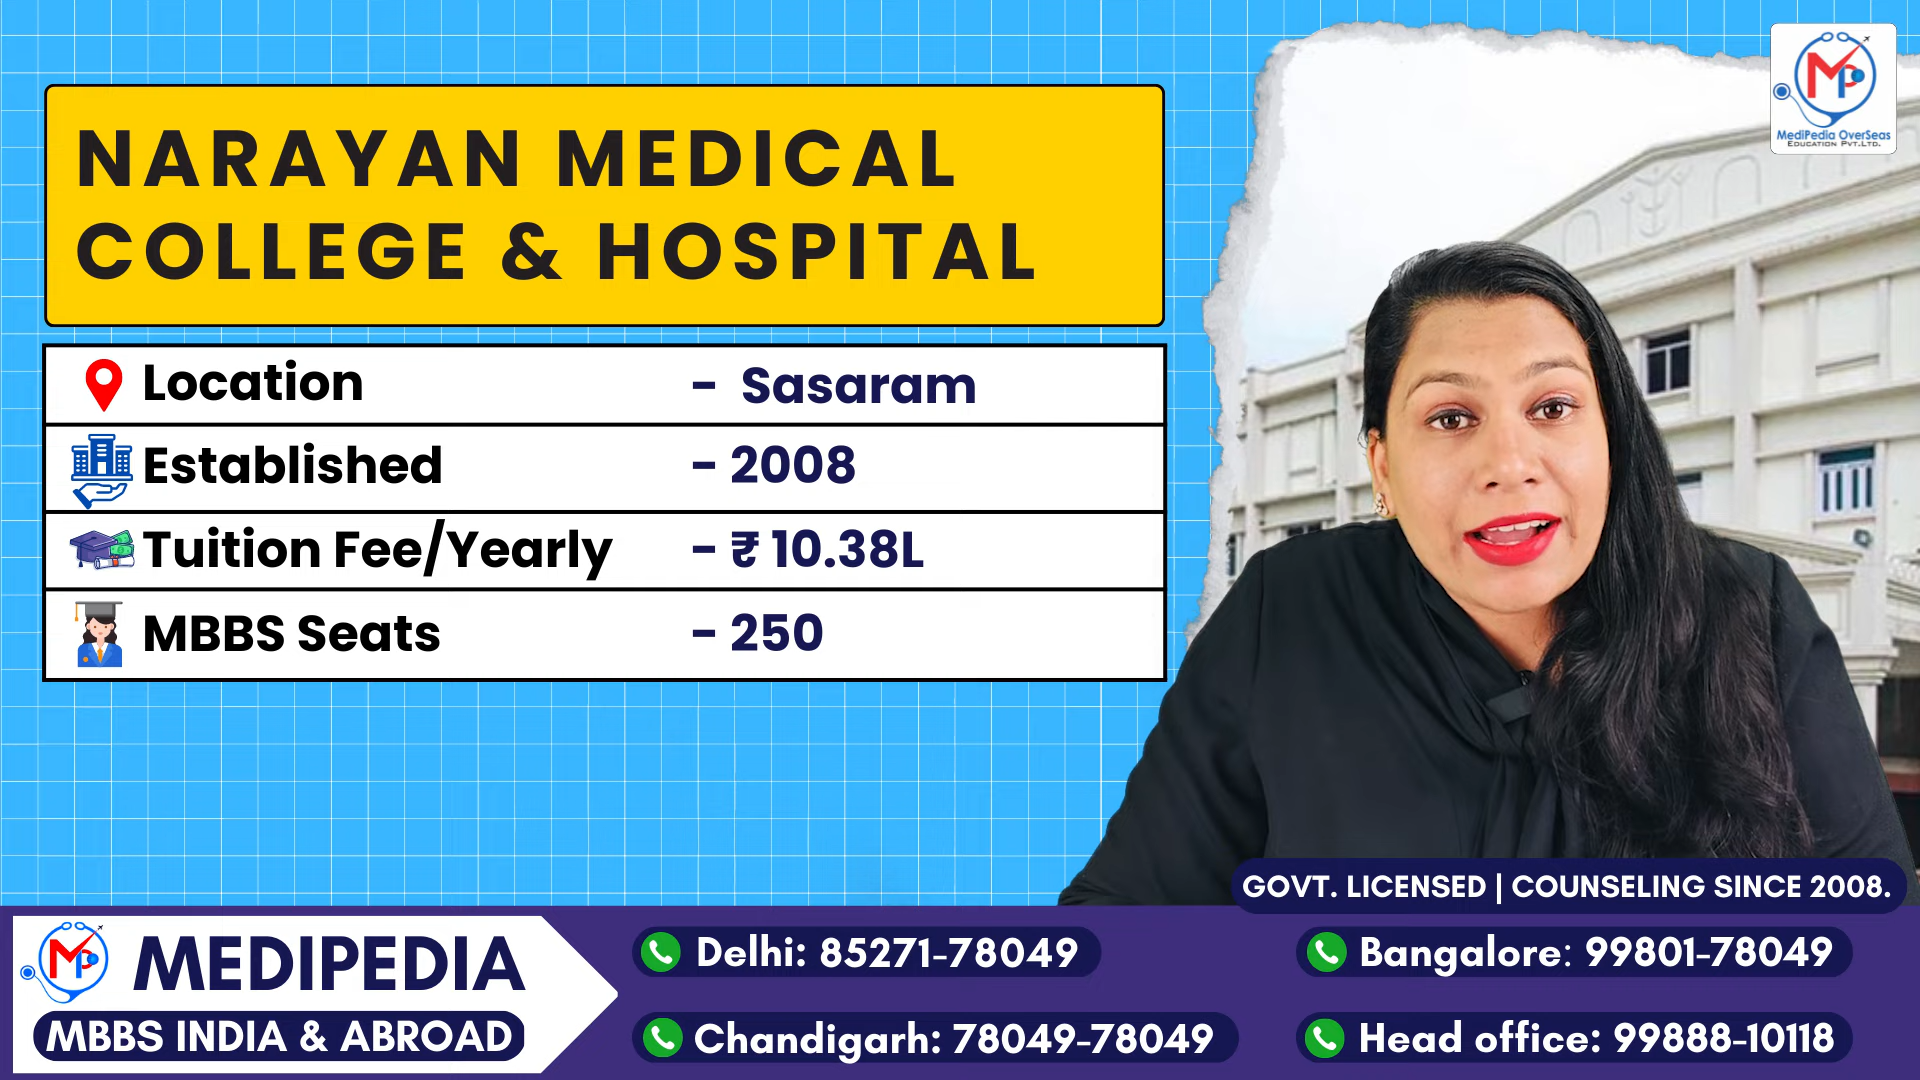 NARAYAN MEDICAL
COLLEGE & HOSPITAL
Location - Sasaram
Established - 2008
Tuition Fee/Yearly - ₹ 10.38L
MBBS Seats - 250
MP
MediPedia OverSeas
EDUCATION PVT.LTD.
GOVT. LICENSED | COUNSELING SINCE 2008.
MP MEDIPEDIA
MBBS INDIA & ABROAD
Delhi: 85271-78049
Bangalore: 99801-78049
Chandigarh: 78049-78049
Head office: 99888-10118